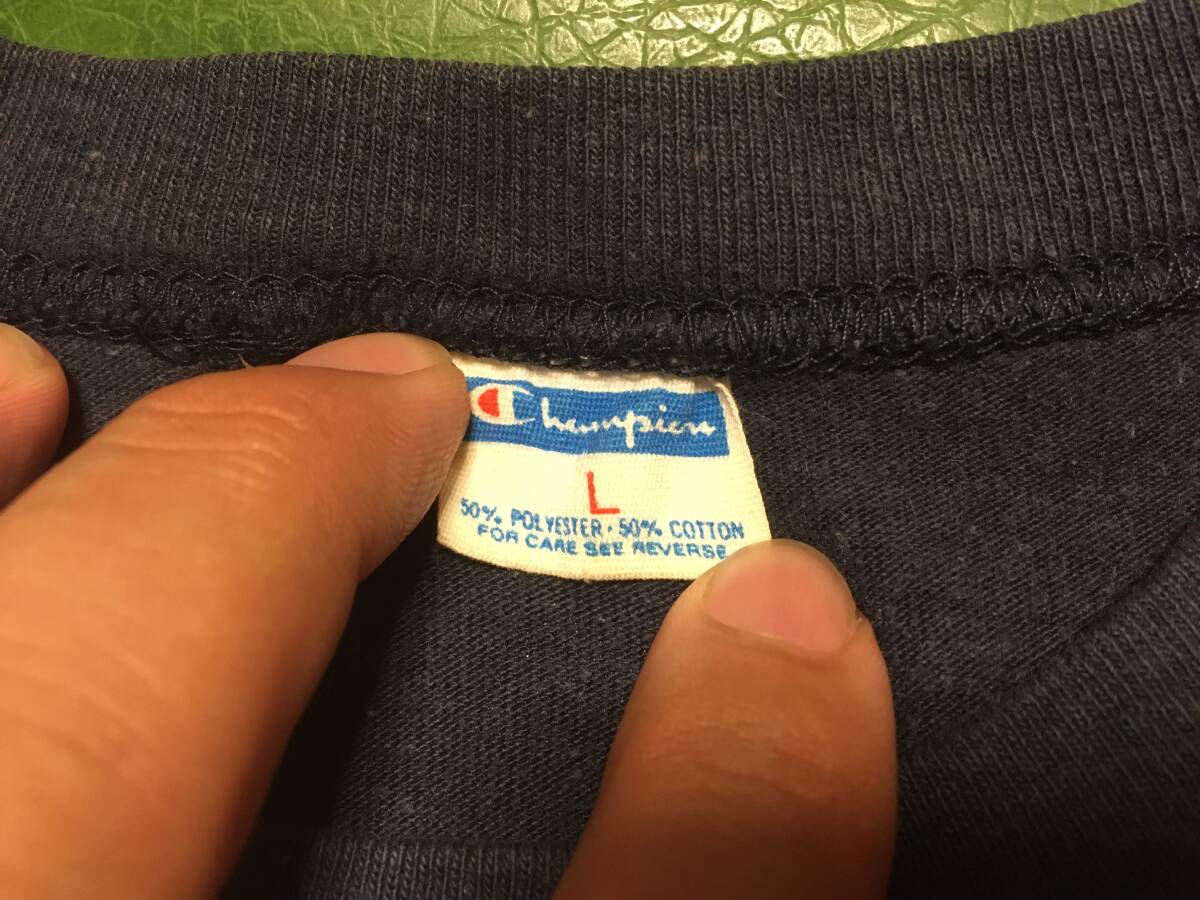 Champion
L
50% POLYESTER · 50% COTTON
FOR CARE SEE REVERSE